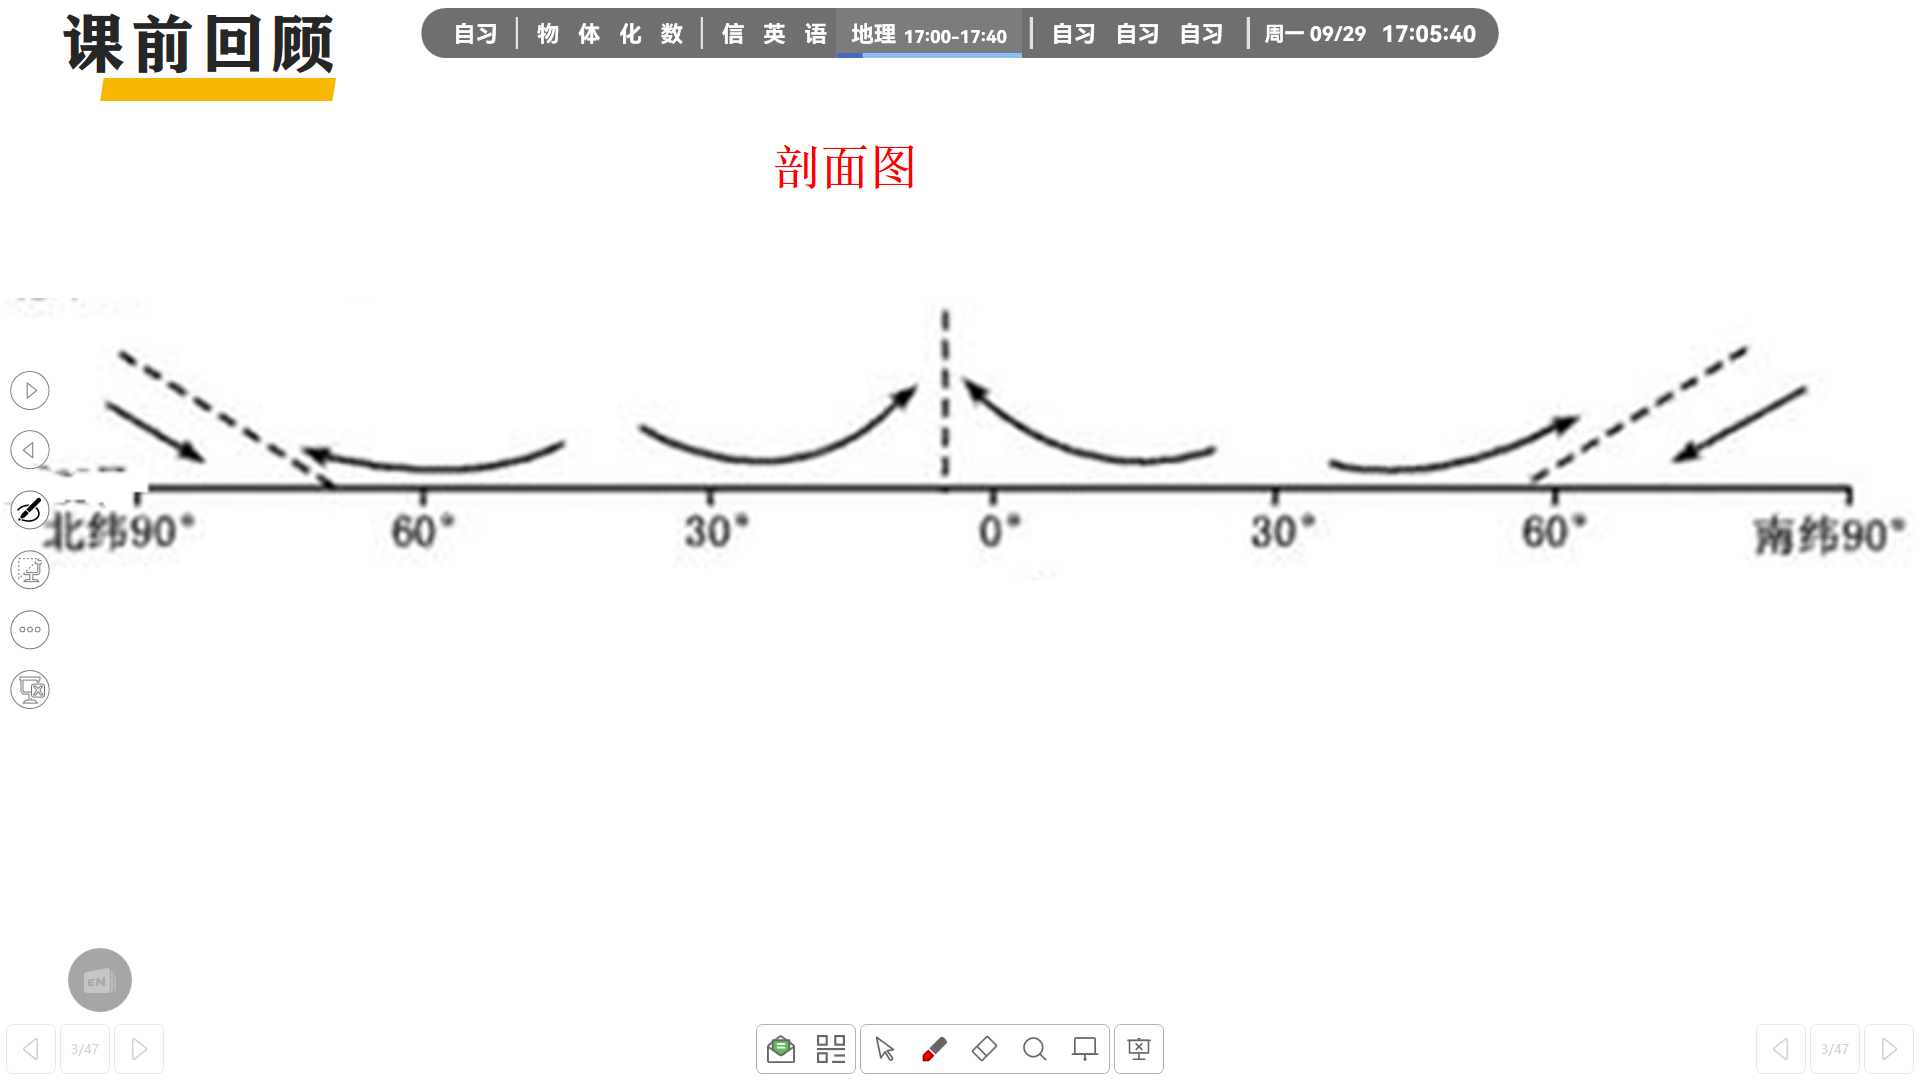 课前回顾
自习 物 体 化 数 信 英 语 地理 17:00-17:40 自习 自习 自习 周一 09/29 17:05:40
剖面图
北纬90° 60° 30° 0° 30° 60° 南纬90°
EN
3/47 3/47